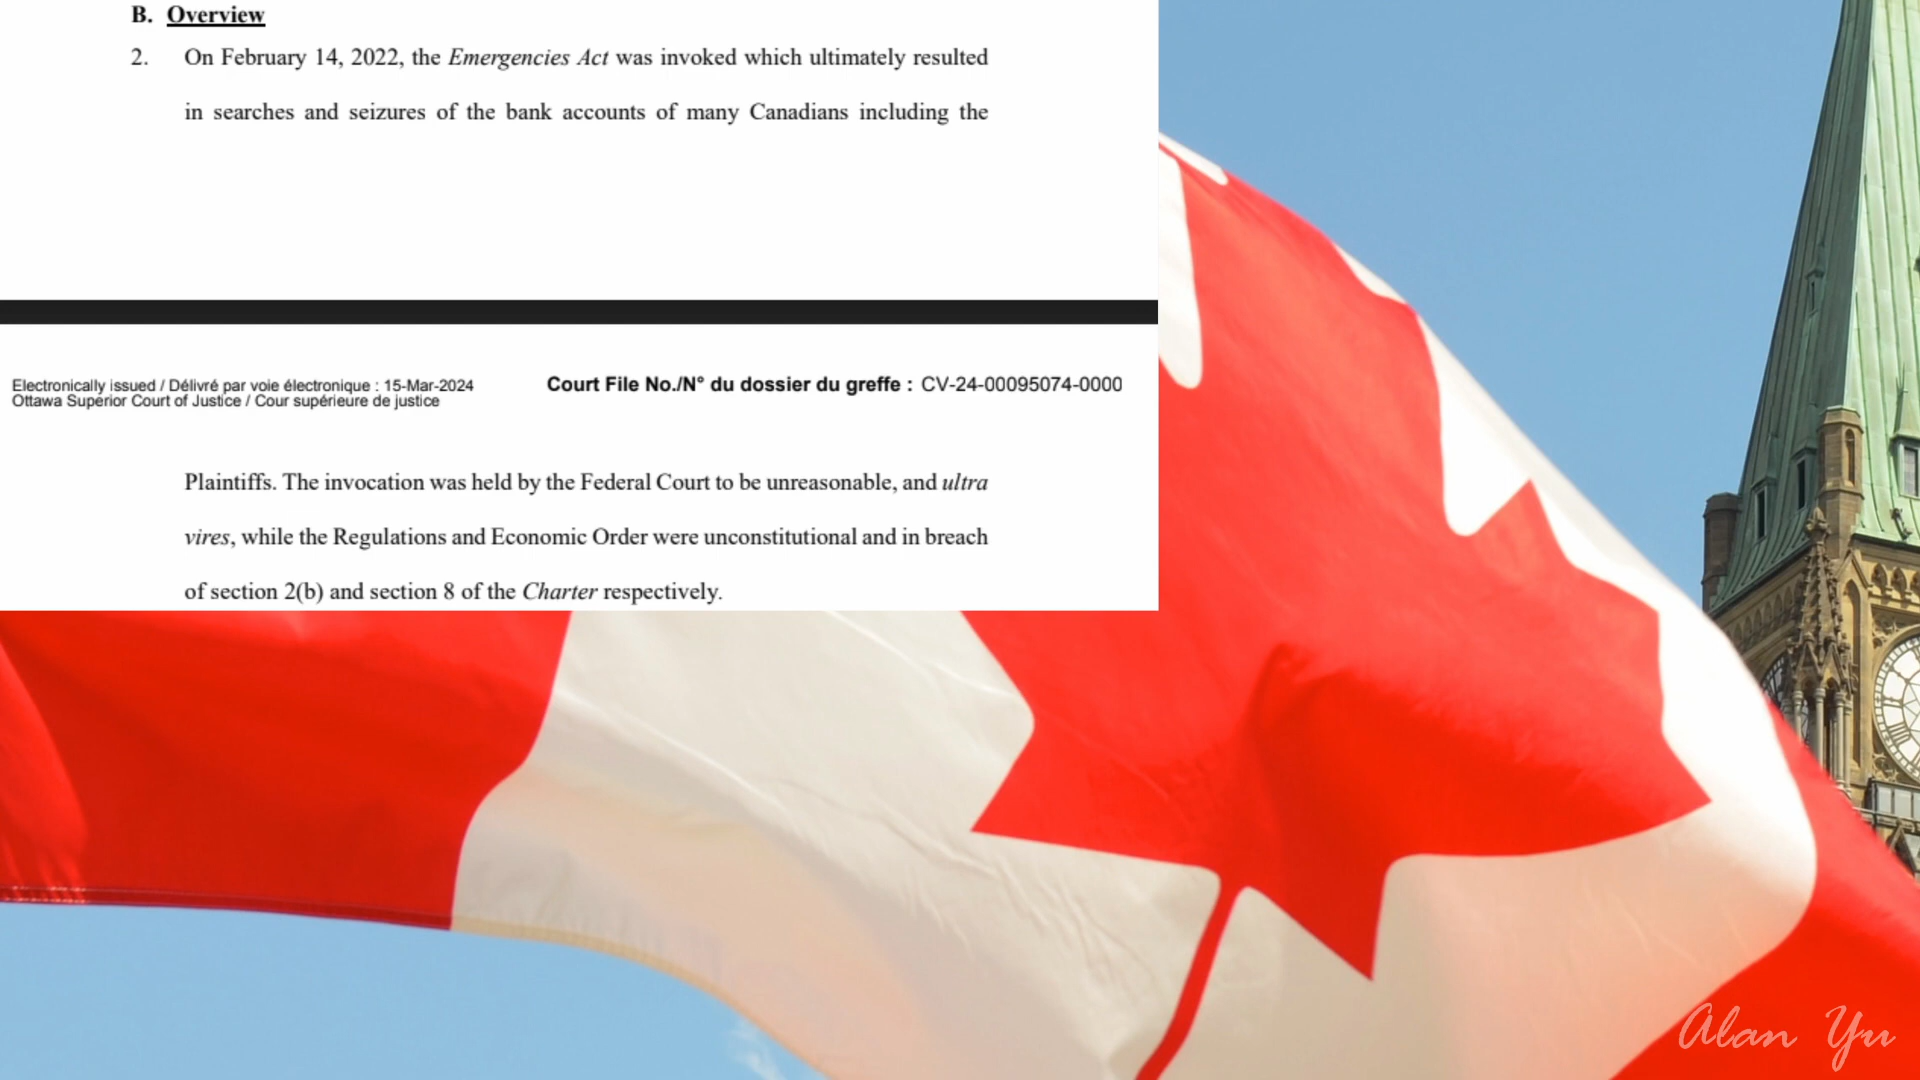 B. Overview
2. On February 14, 2022, the Emergencies Act was invoked which ultimately resulted
in searches and seizures of the bank accounts of many Canadians including the
Electronically issued / Délivré par voie électronique : 15-Mar-2024
Ottawa Superior Court of Justice / Cour supérieure de justice
Court File No./N° du dossier du greffe : CV-24-00095074-0000
Plaintiffs. The invocation was held by the Federal Court to be unreasonable, and ultra
vires, while the Regulations and Economic Order were unconstitutional and in breach
of section 2(b) and section 8 of the Charter respectively.
Alan Yu